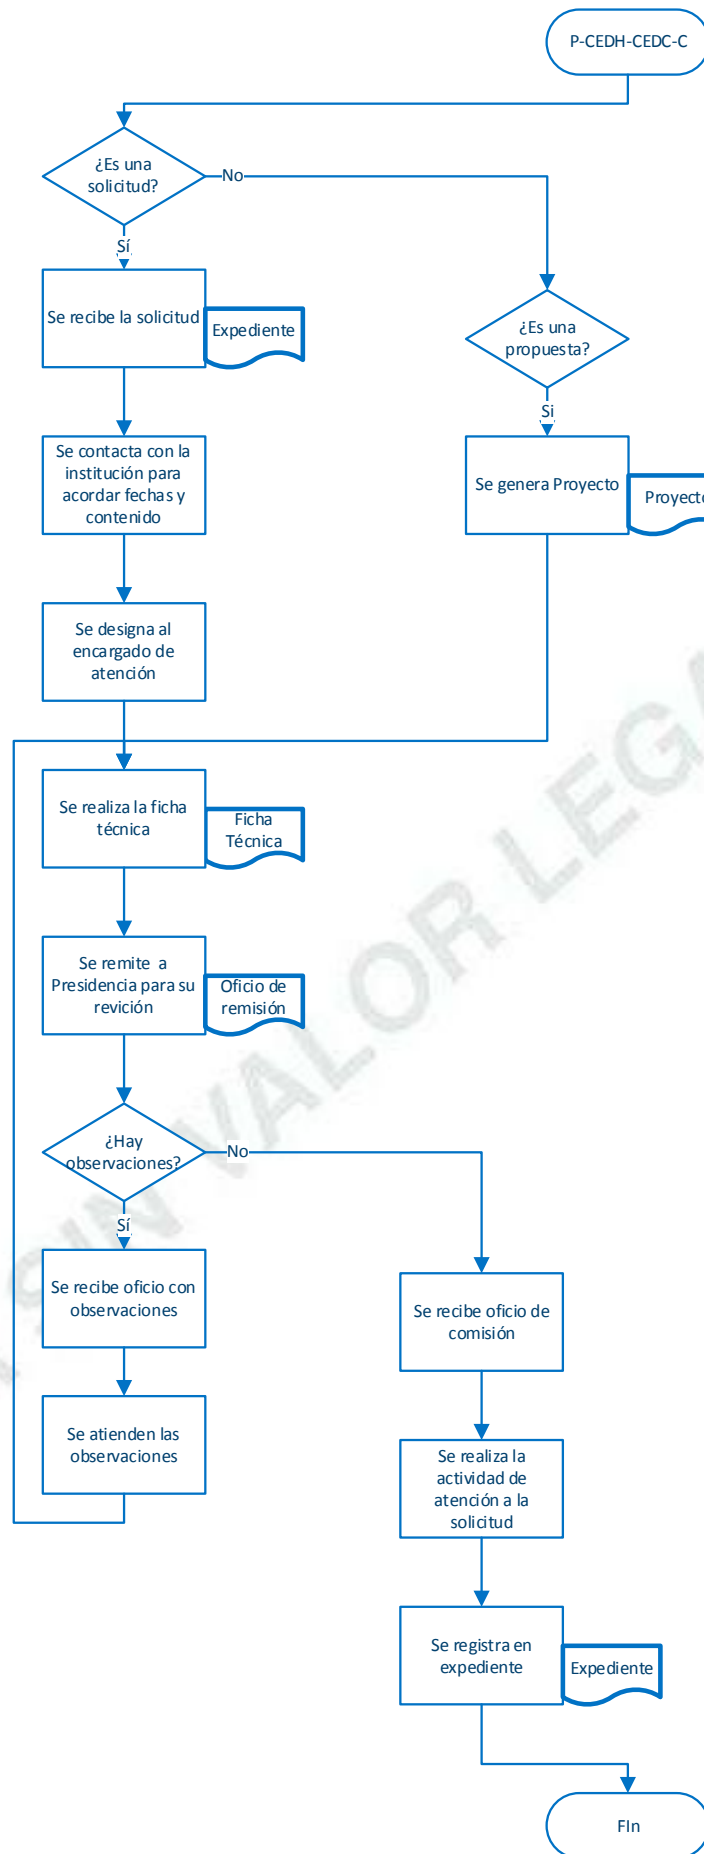 P-CEDH-CEDC-C
¿Es una
solicitud?
No
Sí
Se recibe la solicitud
Expediente
¿Es una
propuesta?
Si
Se contacta con la
institución para
acordar fechas y
contenido
Se genera Proyecto
Proyecto
Se designa al
encargado de
atención
Se realiza la ficha
técnica
Ficha
Técnica
Se remite a
Presidencia para su
revición
Oficio de
remisión
¿Hay
observaciones?
No
Sí
Se recibe oficio con
observaciones
Se recibe oficio de
comisión
Se atienden las
observaciones
Se realiza la
actividad de
atención a la
solicitud
Se registra en
expediente
Expediente
FIn
SIN VALOR LEGA